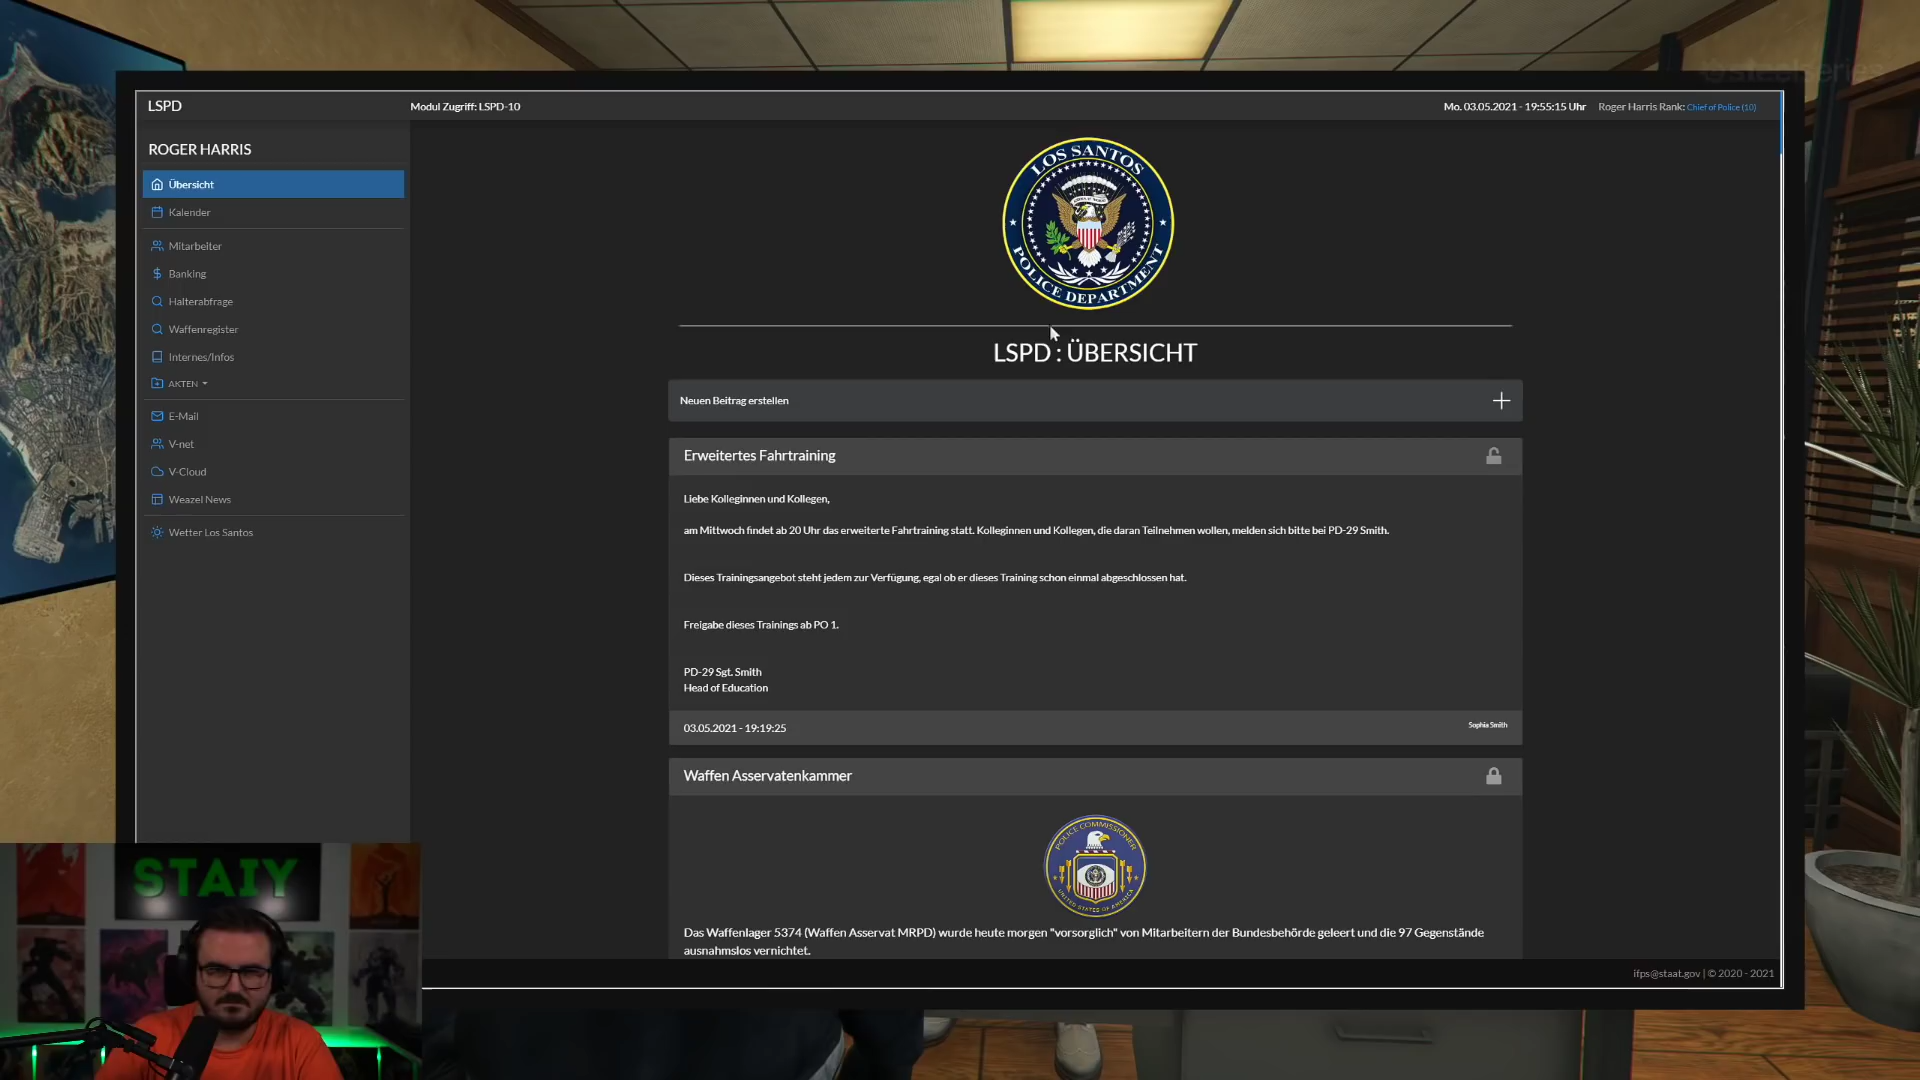 steelseries
LSPD
Modul Zugriff: LSPD-10
Mo. 03.05.2021 - 19:55:15 Uhr
Roger Harris Rank: Chief of Police (10)
ROGER HARRIS
Übersicht
Kalender
Mitarbeiter
Banking
Halterabfrage
Waffenregister
Internes/Infos
AKTEN
E-Mail
V-net
V-Cloud
Weazel News
Wetter Los Santos
LOS SANTOS
POLICE DEPARTMENT
LSPD : ÜBERSICHT
Neuen Beitrag erstellen
Erweitertes Fahrtraining
Liebe Kolleginnen und Kollegen,
am Mittwoch findet ab 20 Uhr das erweiterte Fahrtraining statt. Kolleginnen und Kollegen, die daran Teilnehmen wollen, melden sich bitte bei PD-29 Smith.
Dieses Trainingsangebot steht jedem zur Verfügung, egal ob er dieses Training schon einmal abgeschlossen hat.
Freigabe dieses Trainings ab PO 1.
PD-29 Sgt. Smith
Head of Education
03.05.2021 - 19:19:25
Sophia Smith
Waffen Asservatenkammer
POLICE COMMISSIONER
UNITED STATES OF AMERICA
Das Waffenlager 5374 (Waffen Asservat MRPD) wurde heute morgen "vorsorglich" von Mitarbeitern der Bundesbehörde geleert und die 97 Gegenstände
ausnahmslos vernichtet.
ifps@staat.gov | © 2020 - 2021
STAIY